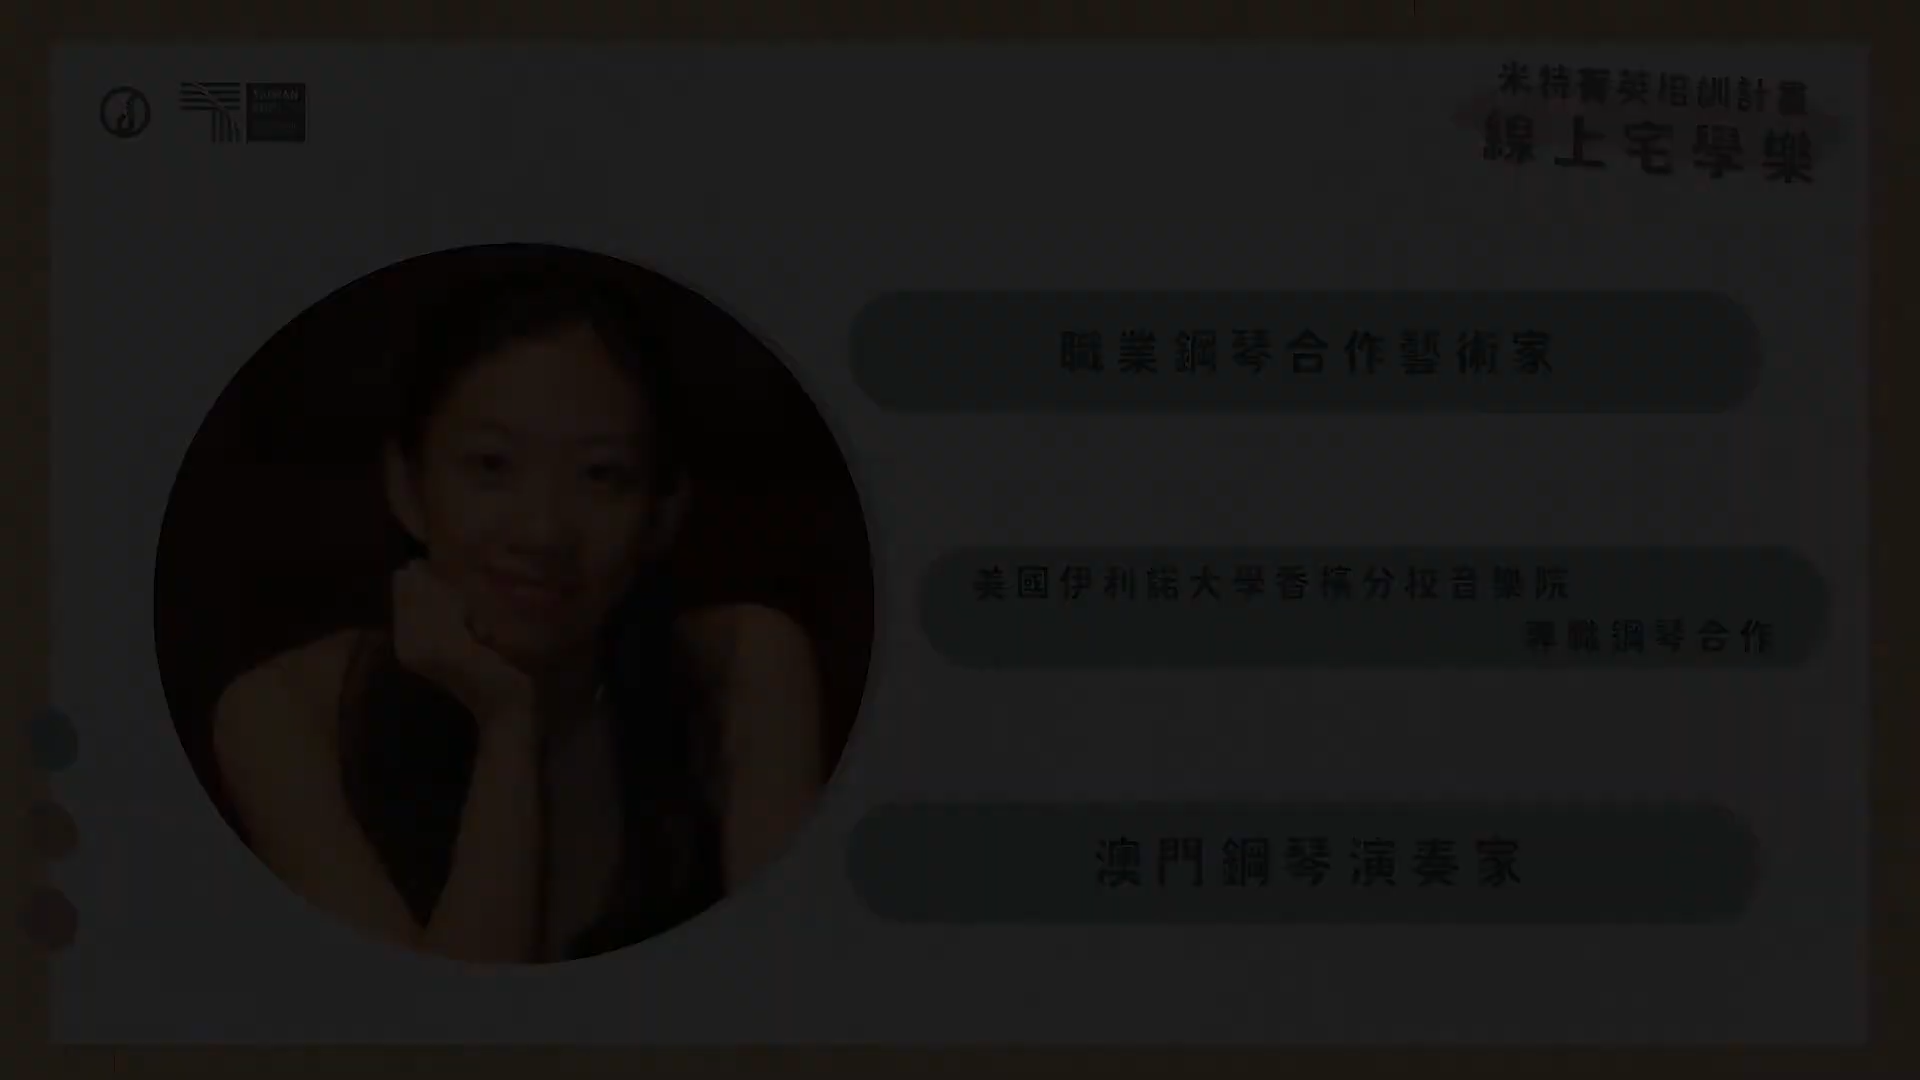 TAIWAN
米特菁英培訓計畫
線上宅學樂
職業鋼琴合作藝術家
美國伊利諾大學香檳分校音樂院
專職鋼琴合作
澳門鋼琴演奏家